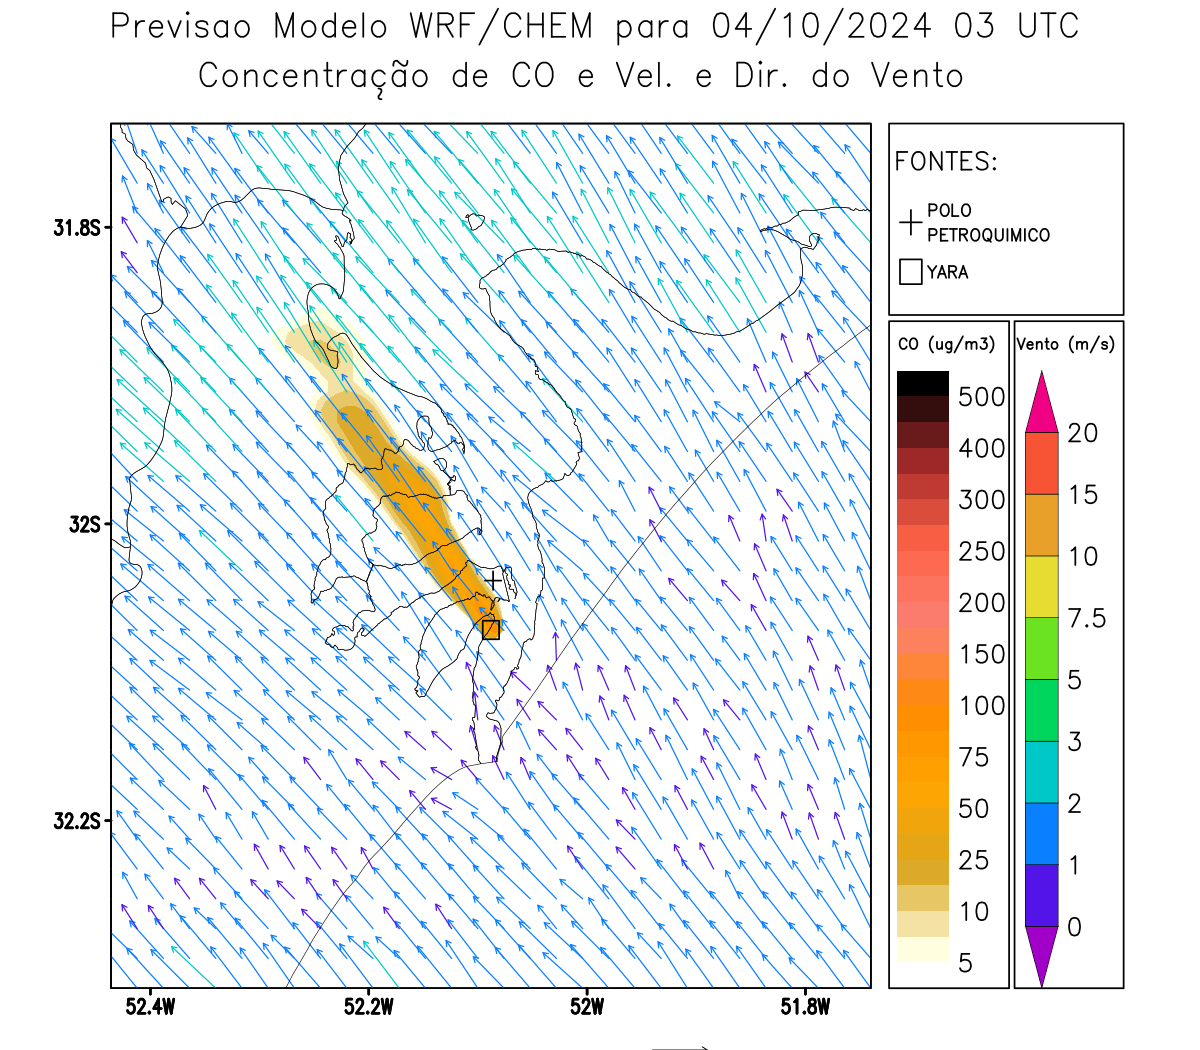 Previsao Modelo WRF/CHEM para 04/10/2024 03 UTC
Concentração de CO e Vel. e Dir. do Vento
FONTES:
POLO
PETROQUIMICO
YARA
31.8S
32S
32.2S
52.4W
52.2W
52W
51.8W
CO (ug/m3)
500
400
300
250
200
150
100
75
50
25
10
5
Vento (m/s)
20
15
10
7.5
5
3
2
1
0